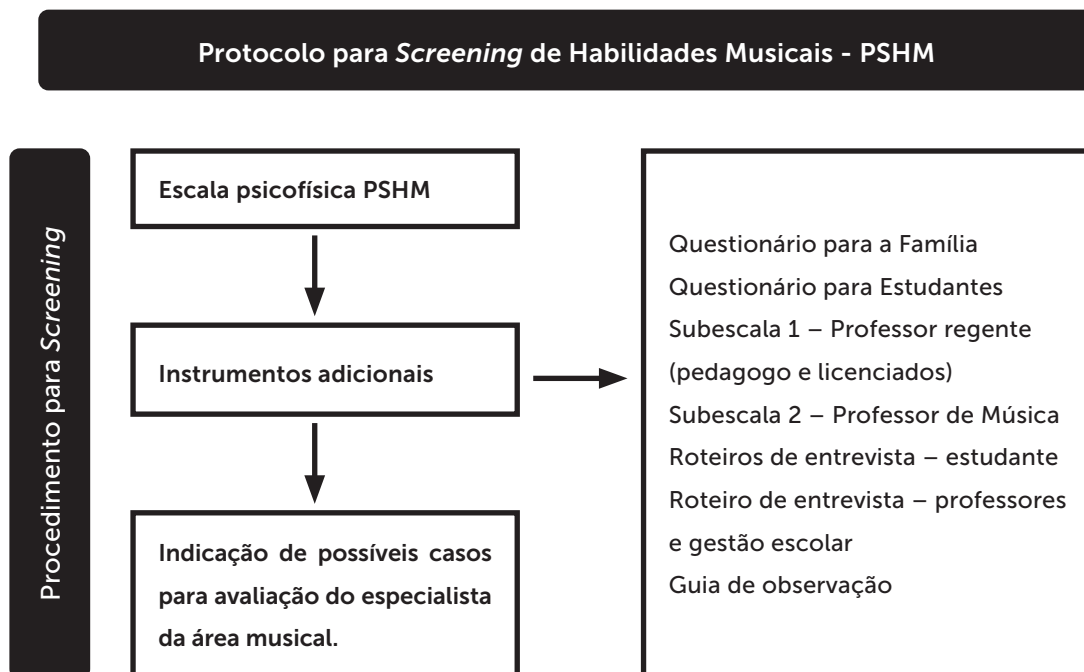 Protocolo para Screening de Habilidades Musicais - PSHM
Procedimento para Screening
Escala psicofísica PSHM
Instrumentos adicionais
Indicação de possíveis casos
para avaliação do especialista
da área musical.
Questionário para a Família
Questionário para Estudantes
Subescala 1 – Professor regente
(pedagogo e licenciados)
Subescala 2 – Professor de Música
Roteiros de entrevista – estudante
Roteiro de entrevista – professores
e gestão escolar
Guia de observação